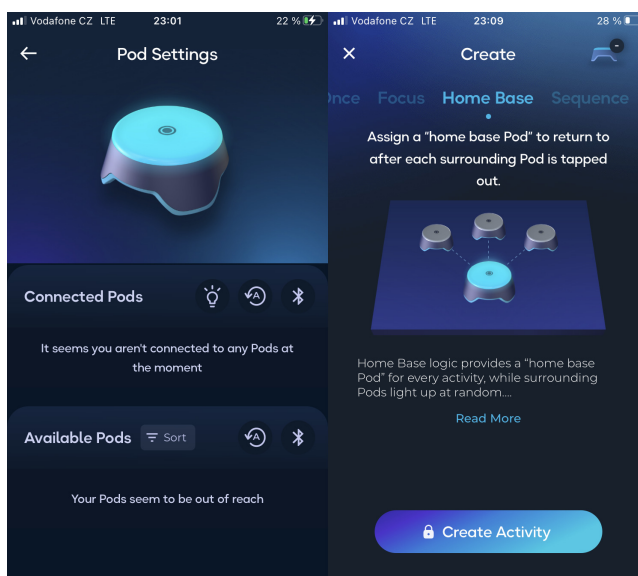 Vodafone CZ LTE 23:01 22 %
Pod Settings
Connected Pods
It seems you aren't connected to any Pods at
the moment
Available Pods Sort
Your Pods seem to be out of reach
Vodafone CZ LTE 23:09 28 %
Create
Once Focus Home Base Sequence
Assign a "home base Pod" to return to
after each surrounding Pod is tapped
out.
Home Base logic provides a "home base
Pod" for every activity, while surrounding
Pods light up at random....
Read More
Create Activity